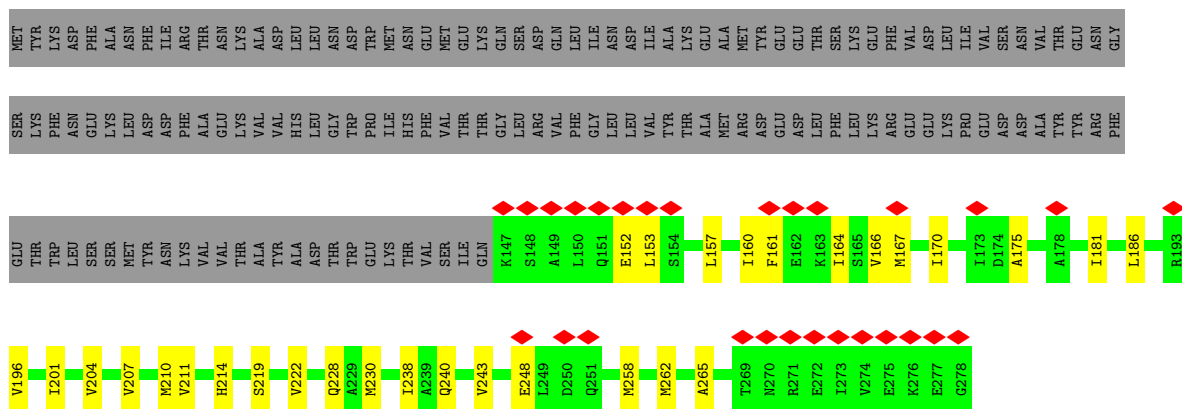 MET TYR LYS ASP PHE ALA ASN PHE ILE ARG THR ASN LYS ALA ASP LEU LEU ASN ASP TRP MET ASN GLU MET GLU LYS GLN SER ASP GLN LEU ILE ASN ASP ILE ALA LYS GLU ALA MET TYR GLU GLU THR SER LYS GLU PHE VAL ASP LEU ILE VAL SER ASN VAL THR GLU ASN GLY
SER LYS PHE ASN GLU LYS LEU ASP ASP PHE ALA GLU LYS VAL VAL HIS LEU GLY TRP PRO ILE HIS PHE VAL THR THR GLY LEU ARG VAL PHE GLY LEU LEU VAL TYR THR ALA MET ARG ASP GLU ASP LEU PHE LEU LYS ARG GLU GLU LYS PRO GLU ASP ASP ALA TYR TYR ARG PHE
GLU THR TRP LEU SER SER MET TYR ASN LYS VAL VAL THR ALA TYR ALA ASP THR TRP GLU LYS THR VAL SER ILE GLN K147 S148 A149 L150 Q151 E152 L153 S154 L157 I160 F161 E162 K163 I164 S165 V166 M167 I170 I173 D174 A175 A178 I181 L186 R193
V196 I201 V204 V207 M210 V211 H214 S219 V222 Q228 A229 M230 I238 A239 Q240 V243 E248 L249 D250 Q251 M258 M262 A265 T269 N270 R271 E272 I273 V274 E275 K276 E277 G278